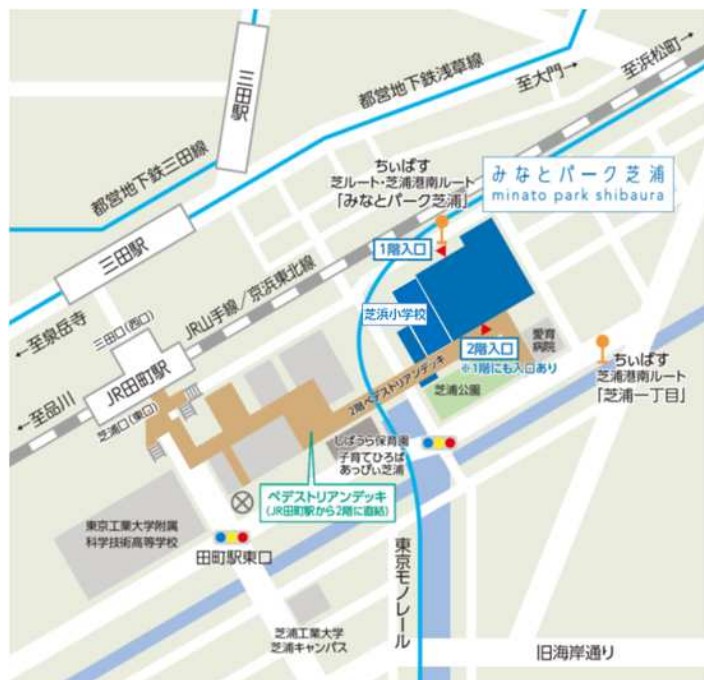 三田駅
都営地下鉄浅草線
至大門→
至浜松町→
都営地下鉄三田線
ちぃばす
芝ルート・芝浦港南ルート
「みなとパーク芝浦」
みなとパーク芝浦
minato park shibaura
三田駅
1階入口
JR山手線/京浜東北線
芝浜小学校
←至泉岳寺
三田口(西口)
2階入口
※1階にも入口あり
愛育
病院
ちぃばす
芝浦港南ルート
「芝浦一丁目」
JR田町駅
←至品川
芝浦口(東口)
2階ペデストリアンデッキ
芝浦公園
しばうら保育園
子育てひろば
あっぴぃ芝浦
ペデストリアンデッキ
(JR田町駅から2階に直結)
東京工業大学附属
科学技術高等学校
田町駅東口
東京モノレール
芝浦工業大学
芝浦キャンパス
旧海岸通り